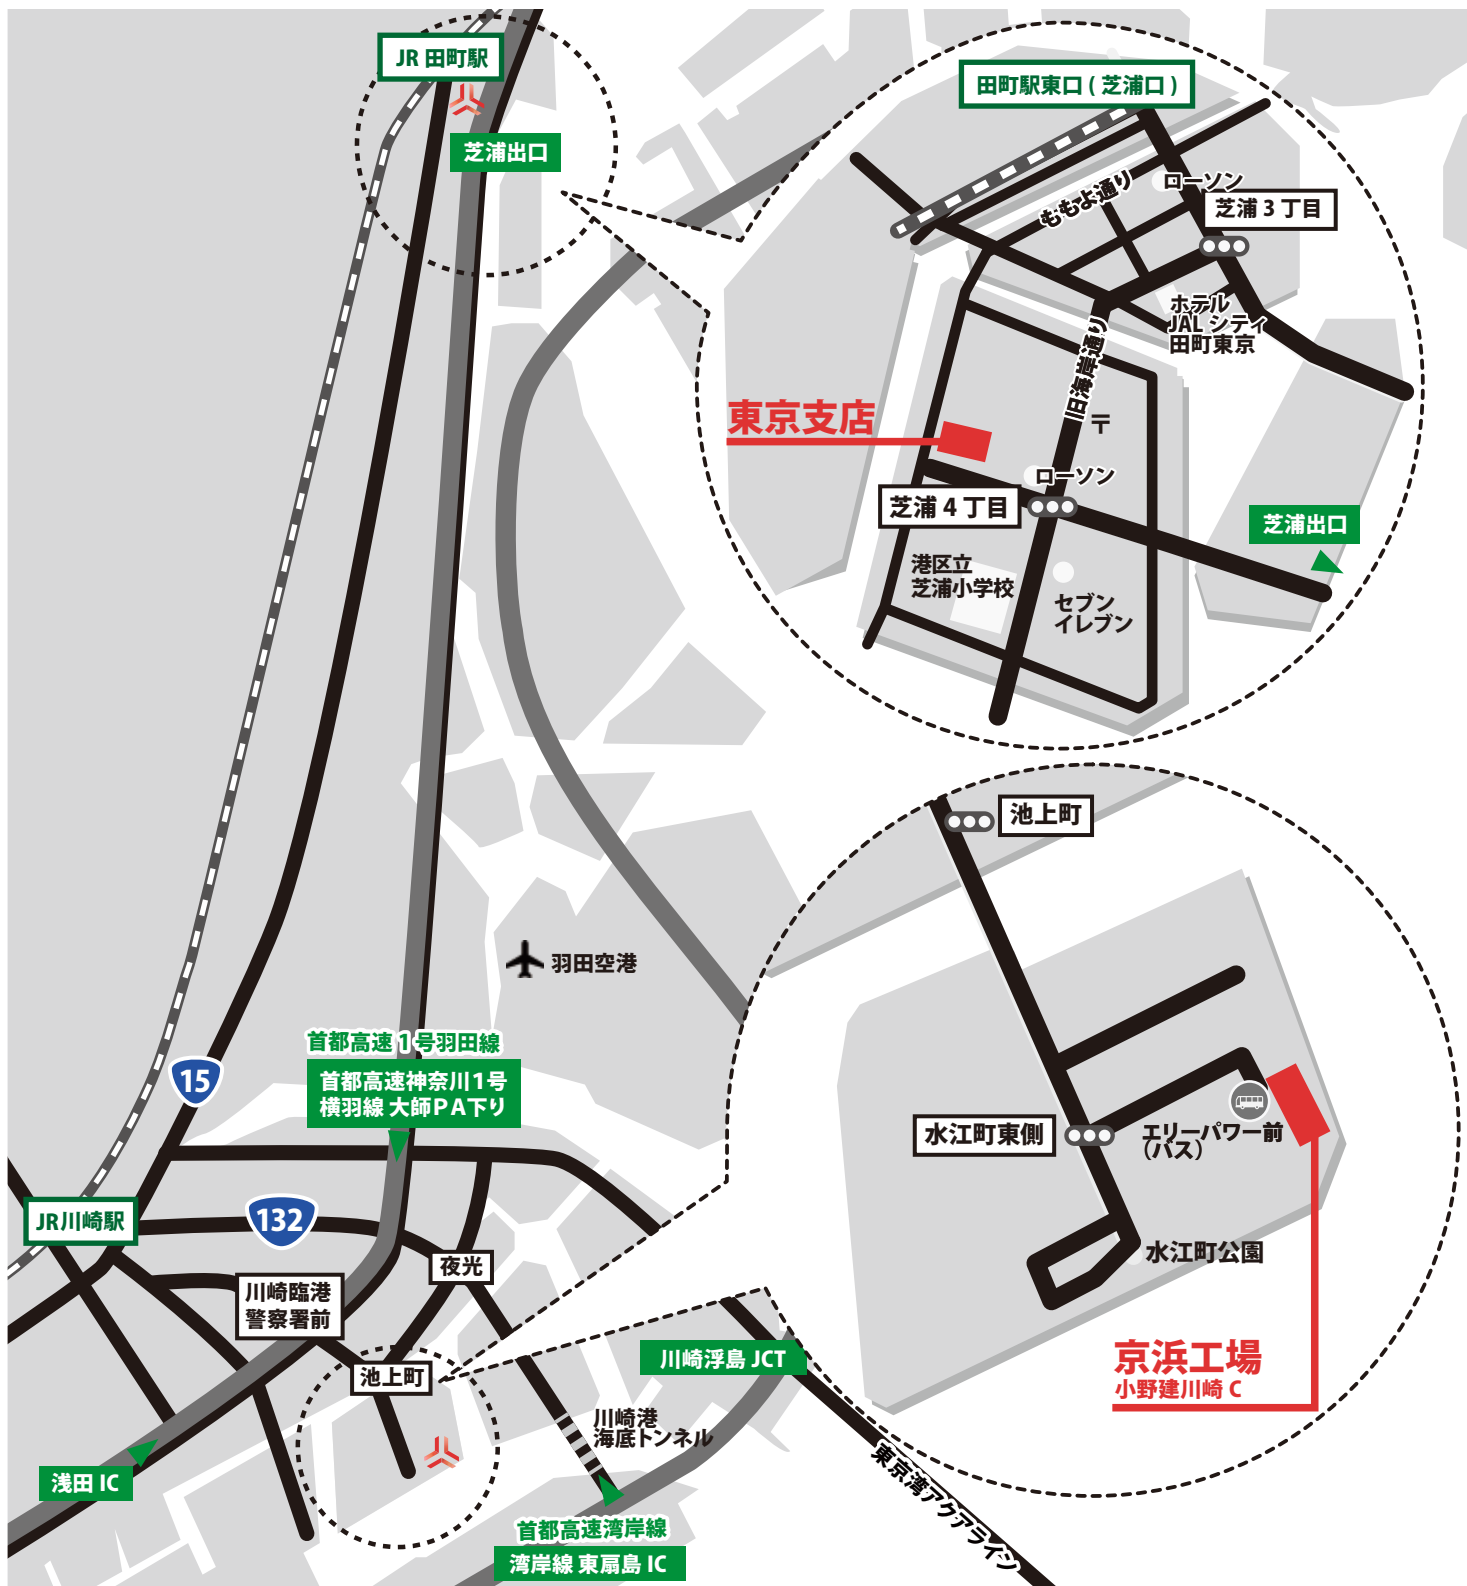 JR 田町駅
芝浦出口
田町駅東口 ( 芝浦口 )
ももよ通り
ローソン
芝浦 3 丁目
ホテル
JAL シティ
田町東京
旧海岸通り
東京支店
〒
ローソン
芝浦 4 丁目
芝浦出口
港区立
芝浦小学校
セブン
イレブン
池上町
羽田空港
首都高速 1 号羽田線
首都高速神奈川1号
横羽線 大師PA下り
15
水江町東側
エリーパワー前
(バス)
JR川崎駅
132
夜光
水江町公園
川崎臨港
警察署前
川崎浮島 JCT
京浜工場
小野建川崎 C
池上町
川崎港
海底トンネル
浅田 IC
東京湾アクアライン
首都高速湾岸線
湾岸線 東扇島 IC